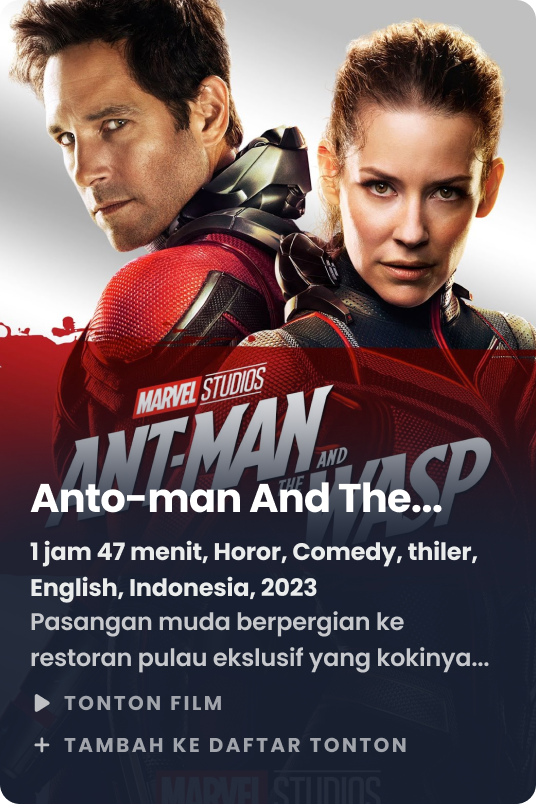 MARVEL STUDIOS
ANT-MAN
AND
THE WASP
Anto-man And The...
1 jam 47 menit, Horor, Comedy, thiler,
English, Indonesia, 2023
Pasangan muda berpergian ke
restoran pulau ekslusif yang kokinya...
TONTON FILM
+ TAMBAH KE DAFTAR TONTON
MARVEL STUDIOS